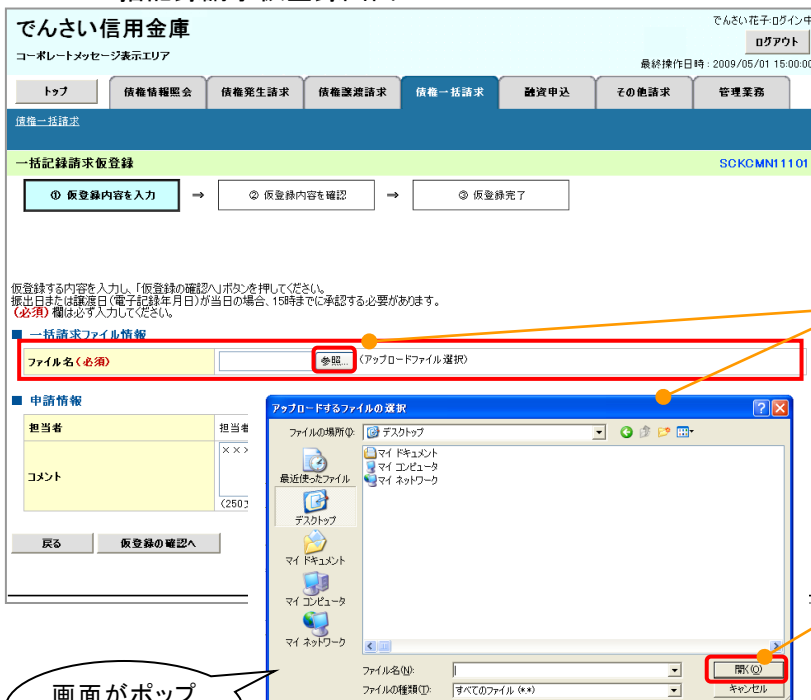 でんさい信用金庫
でんさい花子:ログイン中
コーポレートメッセージ表示エリア
ログアウト
最終操作日時：2009/05/01 15:00:00
トップ 債権情報照会 債権発生請求 債権譲渡請求 債権一括請求 融資申込 その他請求 管理業務
債権一括請求
一括記録請求仮登録 SCKCMN11101
① 仮登録内容を入力 ⇒ ② 仮登録内容を確認 ⇒ ③ 仮登録完了
仮登録する内容を入力し、「仮登録の確認へ」ボタンを押してください。
振出日または譲渡日（電子記録年月日）が当日の場合、15時までに承認する必要があります。
(必須)欄は必ず入力してください。
■ 一括請求ファイル情報
ファイル名(必須) 参照... (アップロードファイル選択)
■ 申請情報
担当者
コメント
(250
戻る 仮登録の確認へ
アップロードするファイルの選択
ファイルの場所(I): デスクトップ
最近使ったファイル
デスクトップ
マイ ドキュメント
マイ コンピュータ
マイ ネットワーク
マイ ドキュメント
マイ コンピュータ
マイ ネットワーク
ファイル名(N): 開く(O)
ファイルの種類(T): すべてのファイル (*.*) キャンセル
画面がポップ